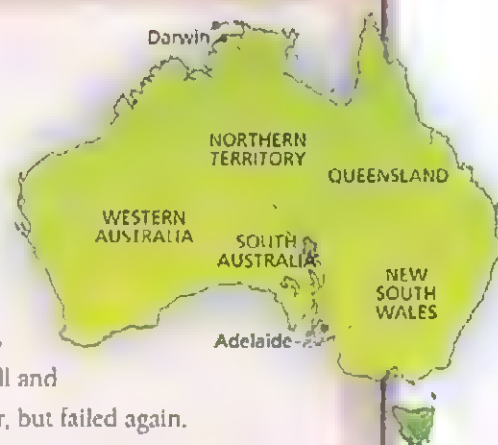 Darwin
NORTHERN
TERRITORY
QUEENSLAND
WESTERN
AUSTRALIA
SOUTH
AUSTRALIA
NEW
SOUTH
WALES
Adelaide
ll and
r, but failed again.